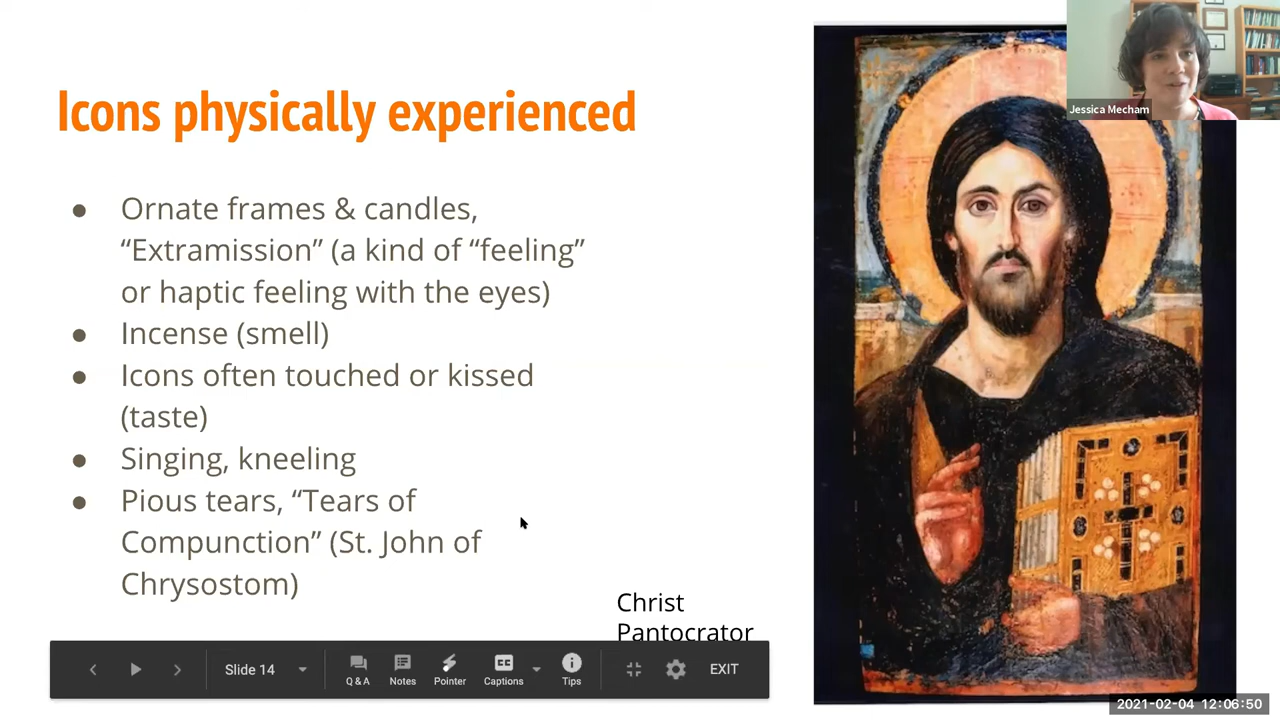 Icons physically experienced
● Ornate frames & candles,
“Extramission” (a kind of “feeling”
or haptic feeling with the eyes)
● Incense (smell)
● Icons often touched or kissed
(taste)
● Singing, kneeling
● Pious tears, “Tears of
Compunction” (St. John of
Chrysostom)
Christ
Pantocrator
Jessica Mecham
Slide 14
Q & A
Notes
Pointer
CC
Captions
Tips
EXIT
2021-02-04 12:06:50